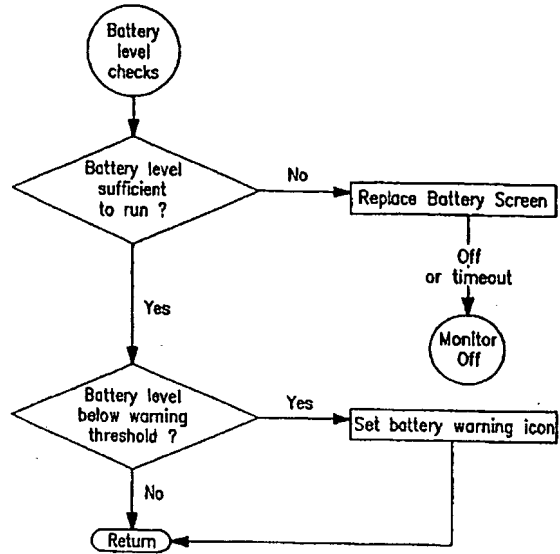 Battery
level
checks
Battery level
sufficient
to run ?
No
Replace Battery Screen
Off
or timeout
Monitor
Off
Yes
Battery level
below warning
threshold ?
Yes
Set battery warning icon
No
Return